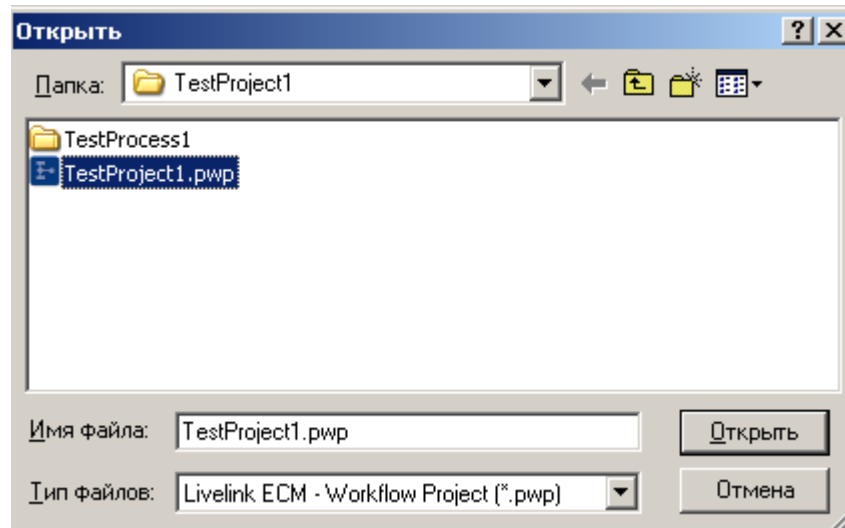 Открыть
Папка: TestProject1
TestProcess1
TestProject1.pwp
Имя файла: TestProject1.pwp Открыть
Тип файлов: Livelink ECM - Workflow Project (*.pwp) Отмена